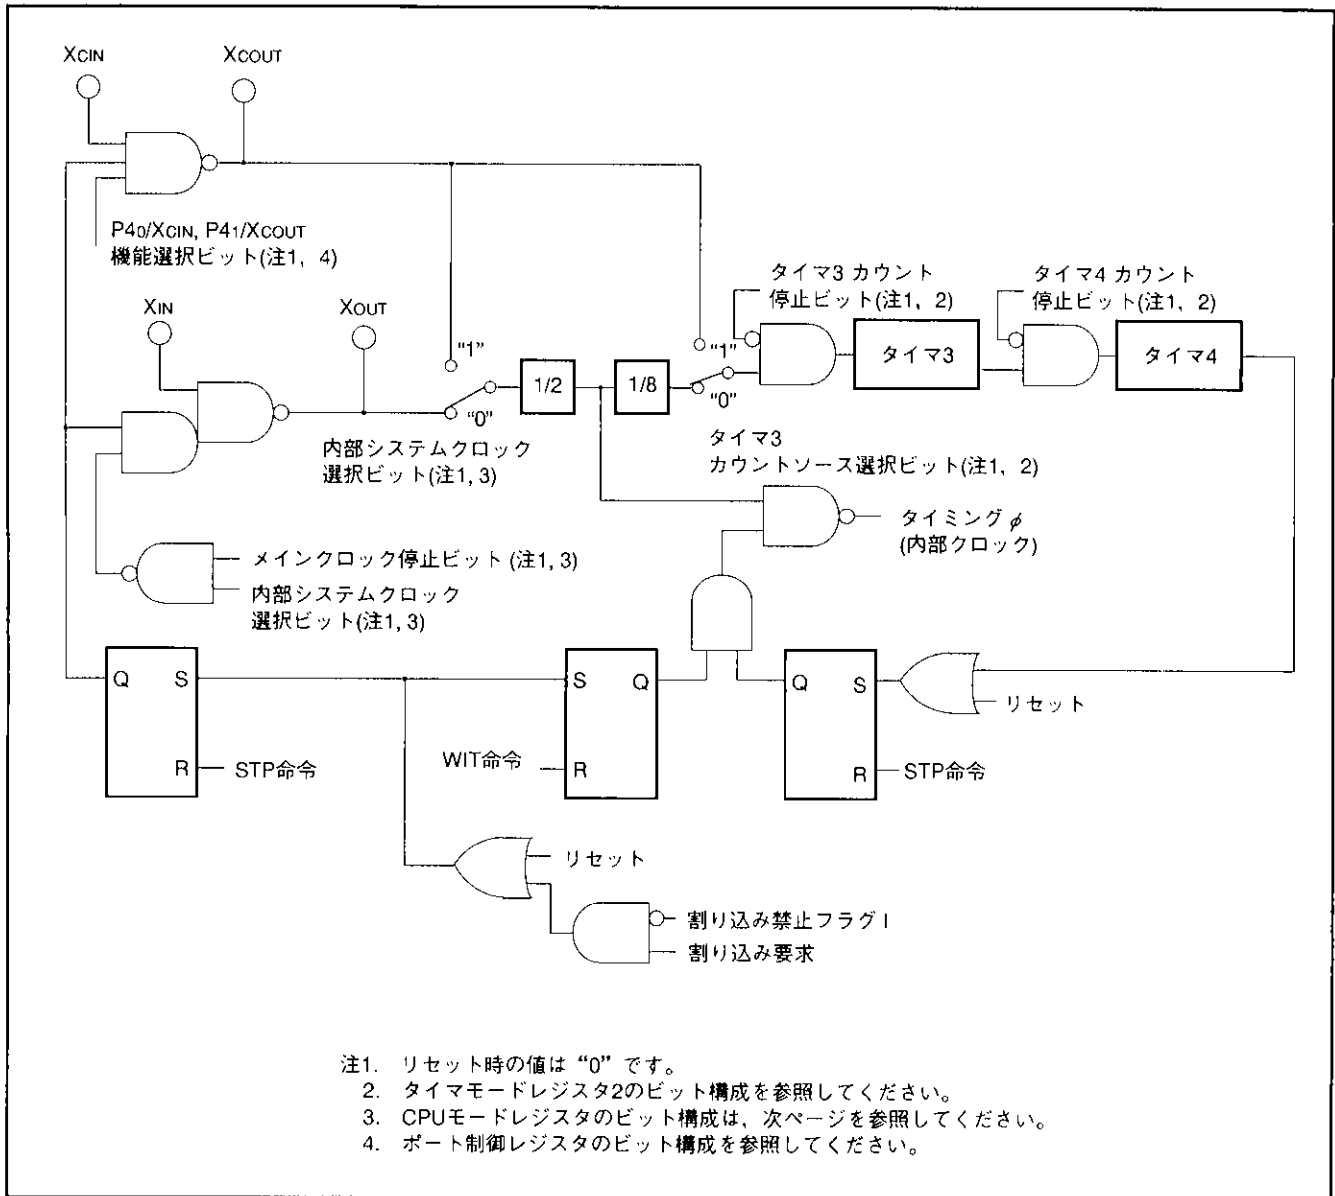 XCIN
XCOUT
P40/XCIN, P41/XCOUT
機能選択ビット(注1, 4)
XIN
XOUT
“1”
“0”
内部システムクロック
選択ビット(注1, 3)
1/2
1/8
“1”
“0”
タイマ3
カウントソース選択ビット(注1, 2)
タイマ3 カウント
停止ビット(注1, 2)
タイマ3
タイマ4 カウント
停止ビット(注1, 2)
タイマ4
タイミング φ
(内部クロック)
メインクロック停止ビット (注1, 3)
内部システムクロック
選択ビット(注1, 3)
Q
S
R
STP命令
S
Q
WIT命令
R
Q
S
リセット
R
STP命令
リセット
割り込み禁止フラグ I
割り込み要求
注1. リセット時の値は “0” です。
2. タイマモードレジスタ2のビット構成を参照してください。
3. CPUモードレジスタのビット構成は, 次ページを参照してください。
4. ポート制御レジスタのビット構成を参照してください。